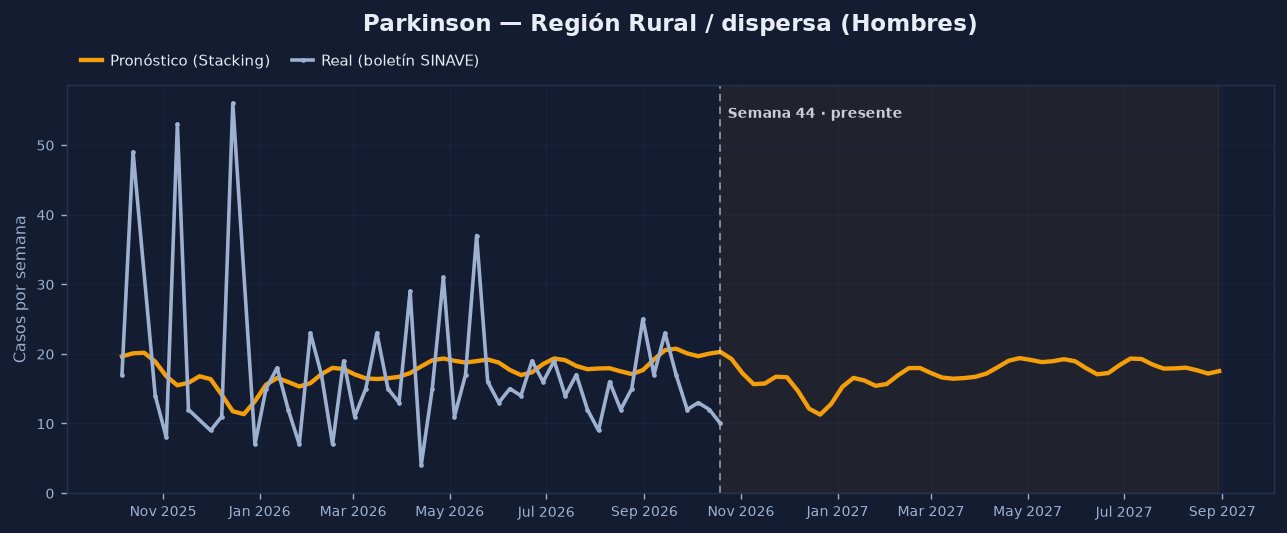 Parkinson — Región Rural / dispersa (Hombres)
Pronóstico (Stacking)
Real (boletín SINAVE)
Semana 44 · presente
Casos por semana
50
40
30
20
10
0
Nov 2025
Jan 2026
Mar 2026
May 2026
Jul 2026
Sep 2026
Nov 2026
Jan 2027
Mar 2027
May 2027
Jul 2027
Sep 2027